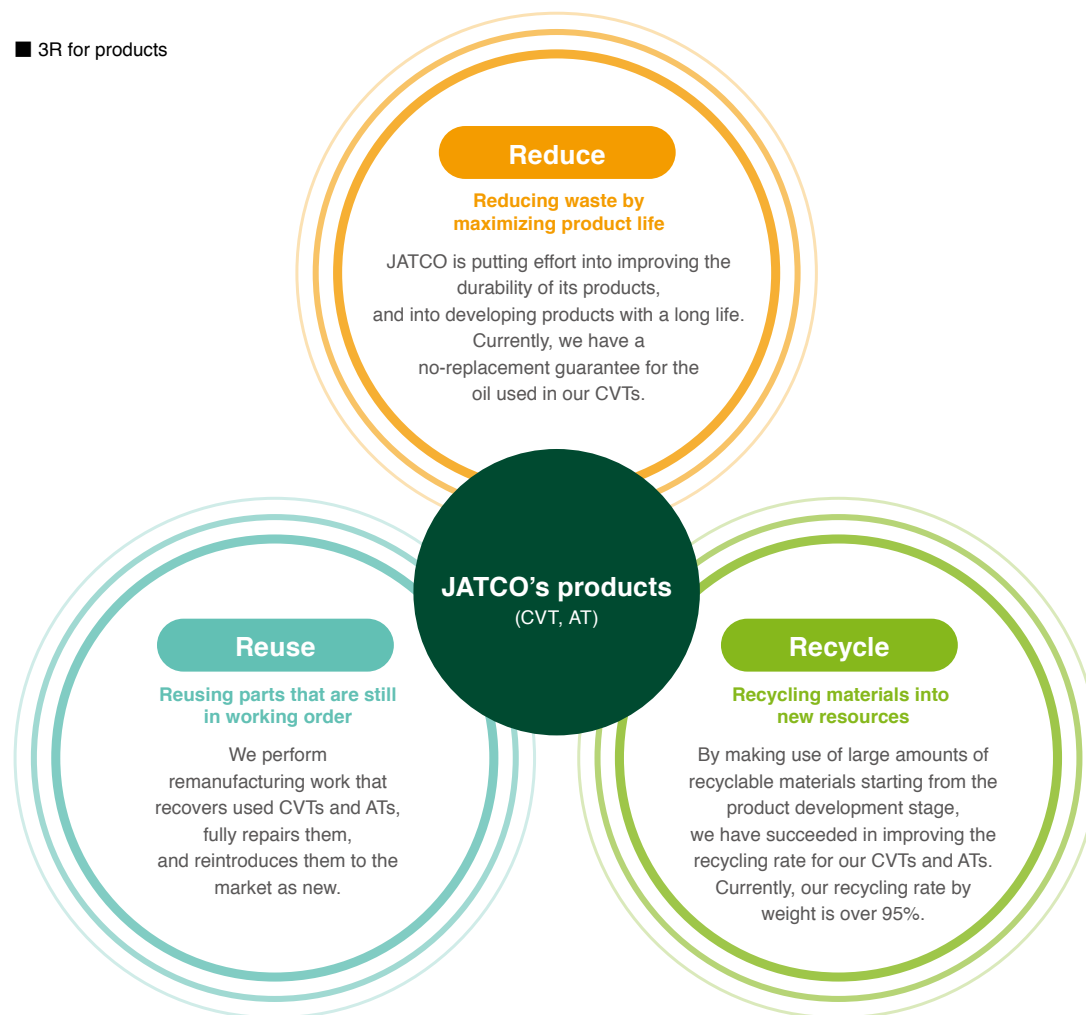 ■ 3R for products
Reduce
Reducing waste by
maximizing product life
JATCO is putting effort into improving the
durability of its products,
and into developing products with a long life.
Currently, we have a
no-replacement guarantee for the
oil used in our CVTs.
JATCO’s products
(CVT, AT)
Reuse
Reusing parts that are still
in working order
We perform
remanufacturing work that
recovers used CVTs and ATs,
fully repairs them,
and reintroduces them to the
market as new.
Recycle
Recycling materials into
new resources
By making use of large amounts of
recyclable materials starting from the
product development stage,
we have succeeded in improving the
recycling rate for our CVTs and ATs.
Currently, our recycling rate by
weight is over 95%.